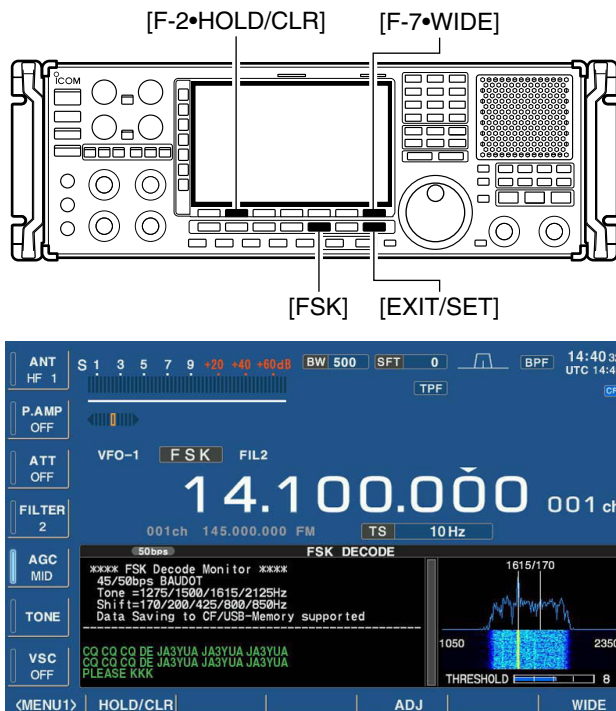 [F-2•HOLD/CLR] [F-7•WIDE]
ICOM
[FSK] [EXIT/SET]
ANT
HF 1
S 1 3 5 7 9 +20 +40 +60dB
BW 500 SFT 0 BPF 14:40
UTC 14:4
TPF
P.AMP
OFF
VFO-1 FSK FIL2
ATT
OFF
14.100.000 001 ch
FILTER
2
001ch 145.000.000 FM TS 10Hz
50bps FSK DECODE
AGC
MID
**** FSK Decode Monitor ****
45/50bps BAUDOT
Tone =1275/1500/1615/2125Hz
Shift=170/200/425/800/850Hz
Data Saving to CF/USB-Memory supported
1615/170
TONE
CQ CQ CQ DE JA3YUA JA3YUA JA3YUA
CQ CQ CQ DE JA3YUA JA3YUA JA3YUA
PLEASE KKK
1050 2350
VSC
OFF
THRESHOLD 8
<MENU1> HOLD/CLR ADJ WIDE